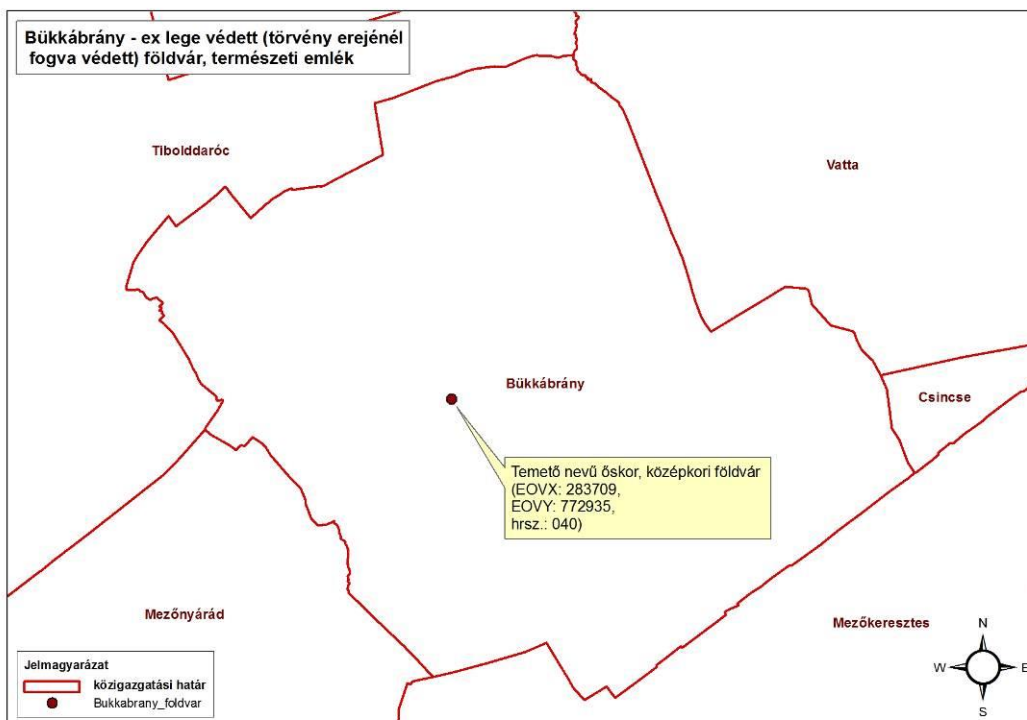 Bükkábrány - ex lege védett (törvény erejénél
fogva védett) földvár, természeti emlék
Tibolddaróc
Vatta
Bükkábrány
Csincse
Temető nevű őskor, középkori földvár
(EOVX: 283709,
EOVY: 772935,
hrsz.: 040)
Mezőnyárád
Mezőkeresztes
Jelmagyarázat
közigazgatási határ
Bukkabrany_foldvar
N
W
E
S